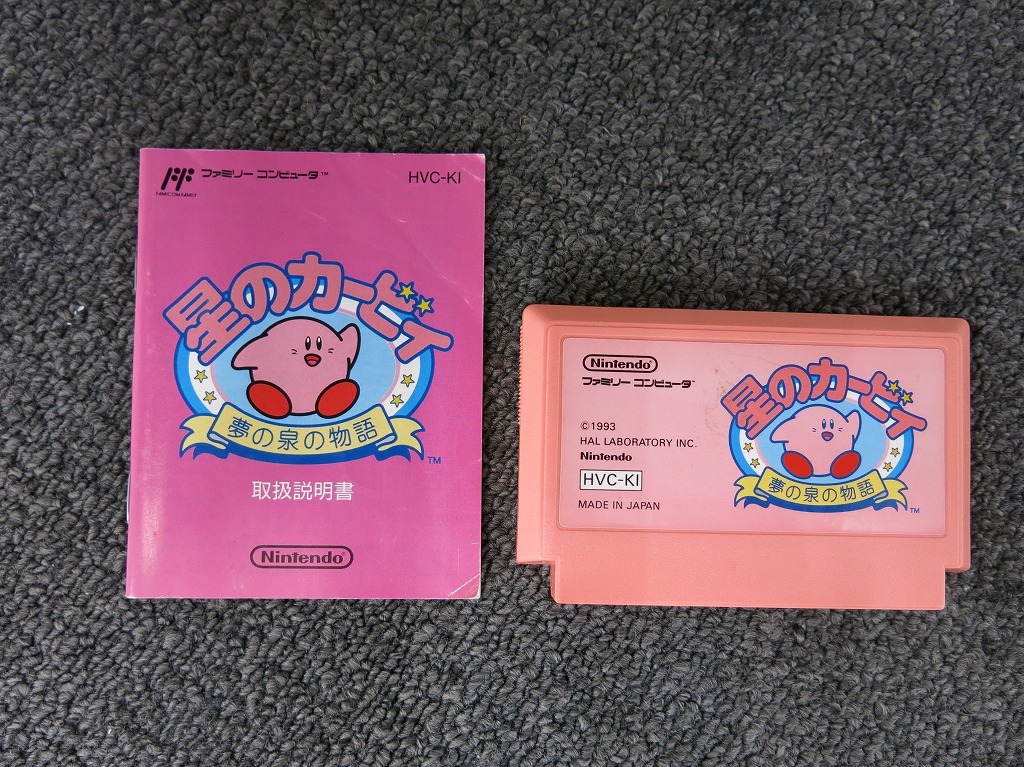 ファミリー コンピュータ™
HVC-KI
FAMICOM FAMILY
星のカービィ
夢の泉の物語
TM
取扱説明書
Nintendo
Nintendo
ファミリー コンピュータ™
©1993
HAL LABORATORY INC.
Nintendo
HVC-KI
MADE IN JAPAN
星のカービィ
夢の泉の物語
TM